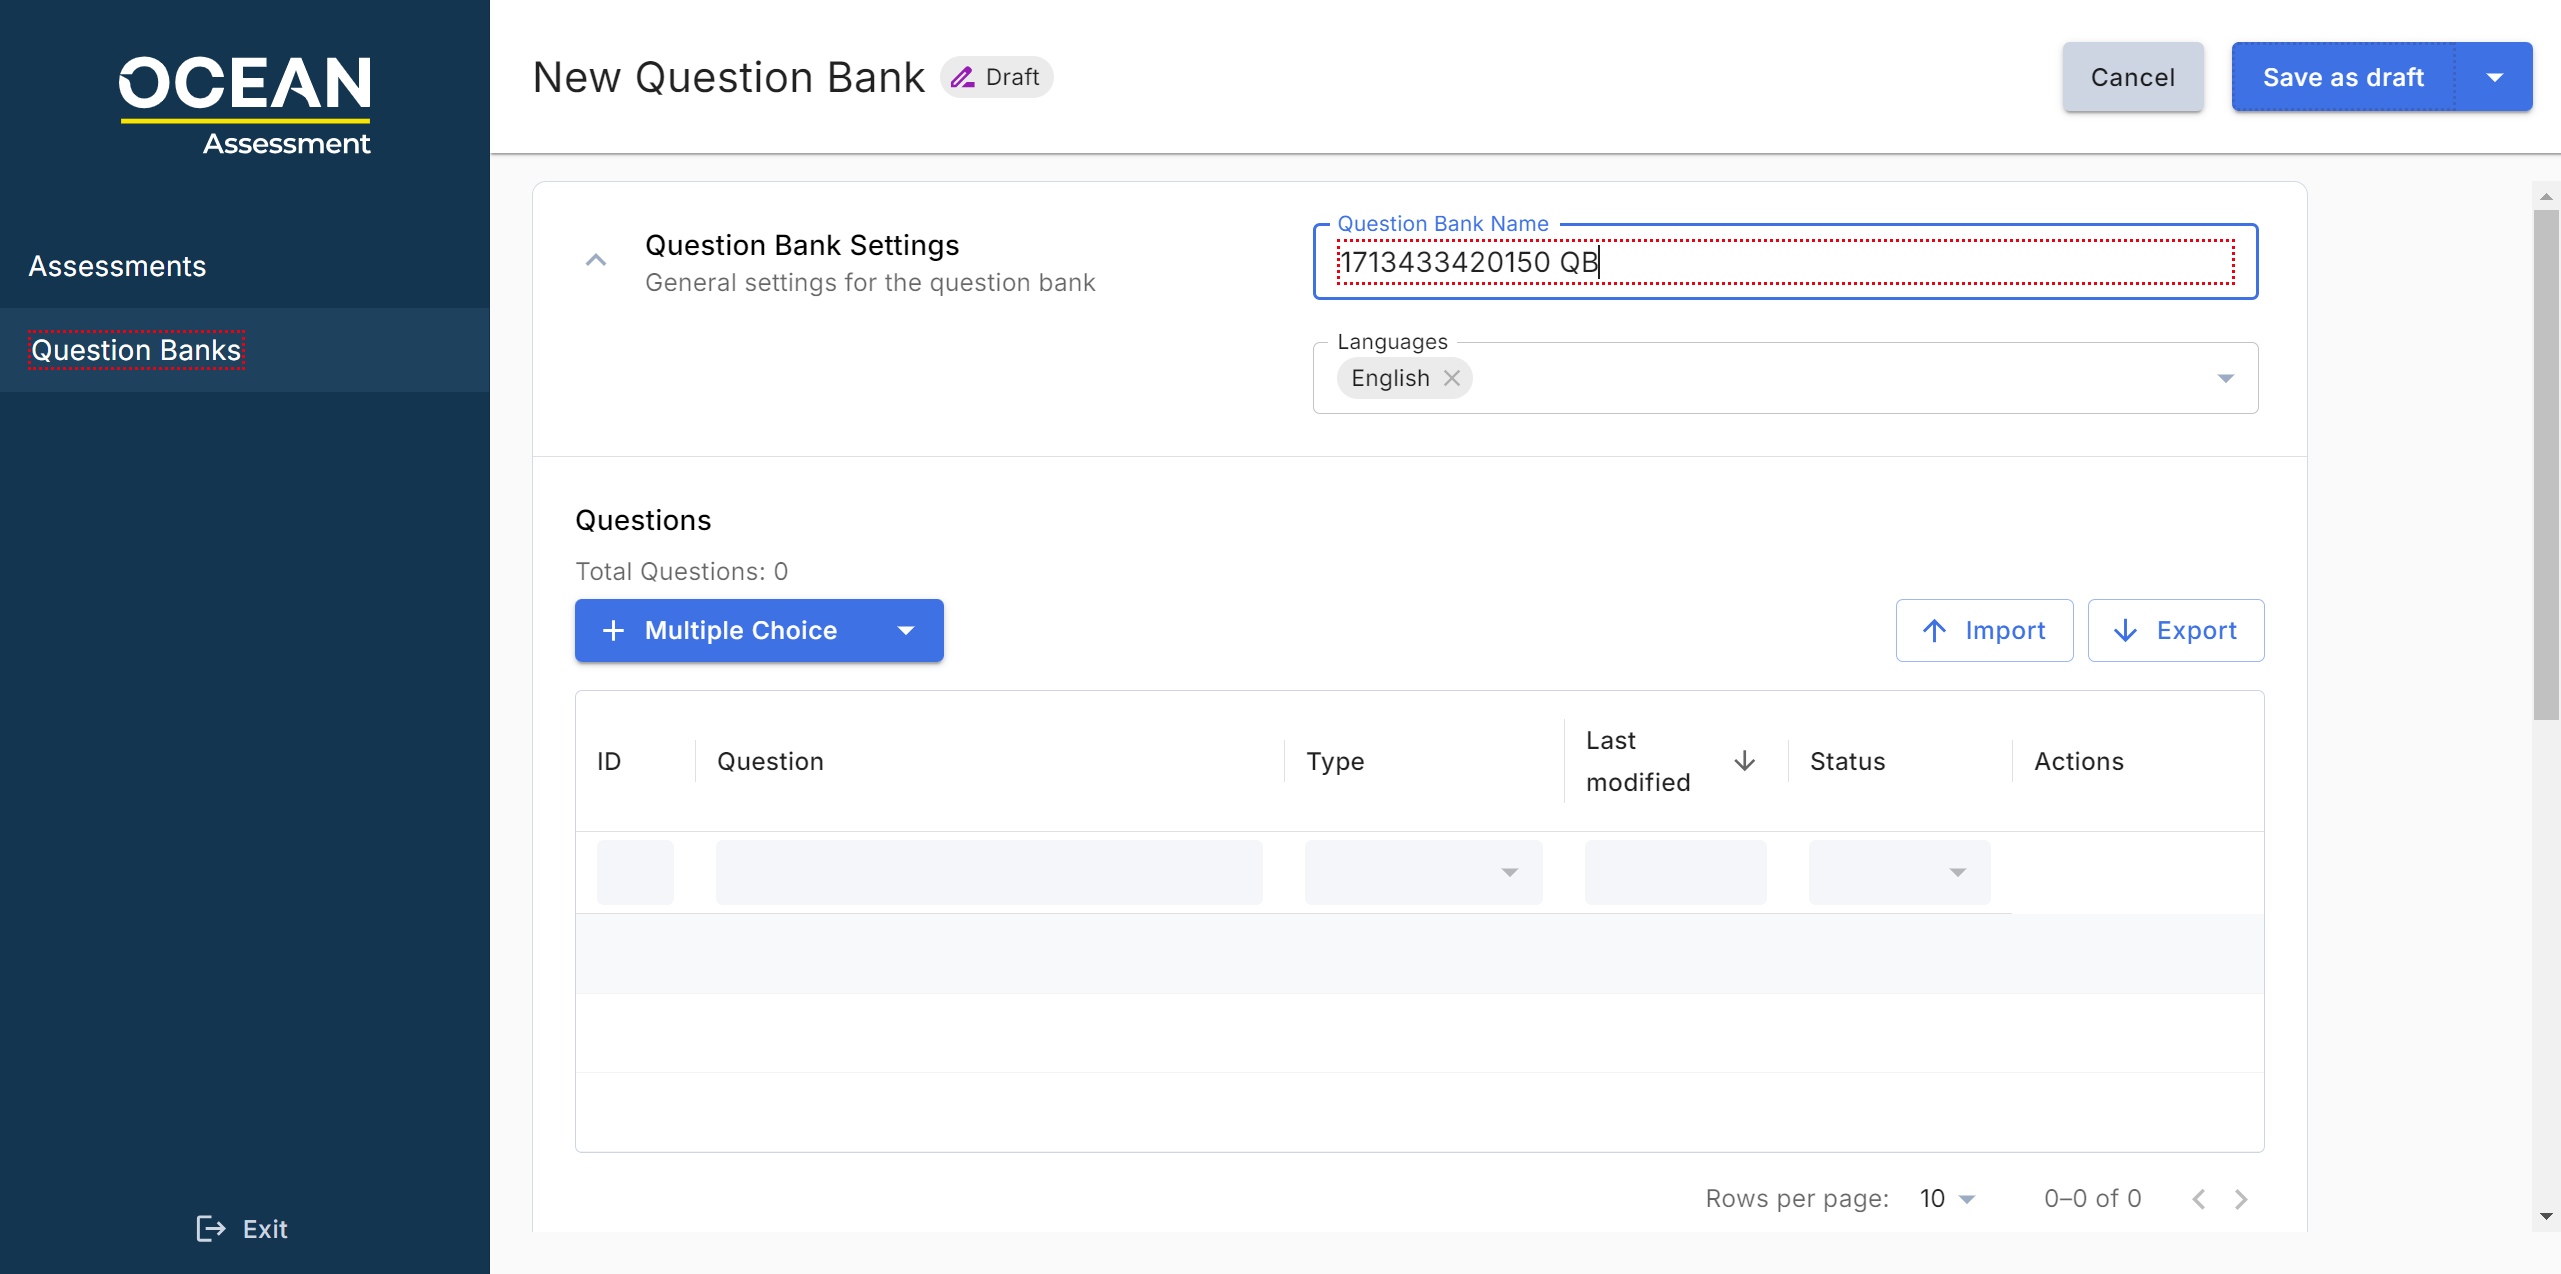 OCEAN
Assessment
Assessments
Question Banks
Exit
New Question Bank
Draft
Cancel
Save as draft
Question Bank Settings
General settings for the question bank
Question Bank Name
1713433420150 QB
Languages
English
Questions
Total Questions: 0
Multiple Choice
Import
Export
ID
Question
Type
Last modified
Status
Actions
Rows per page: 10
0–0 of 0